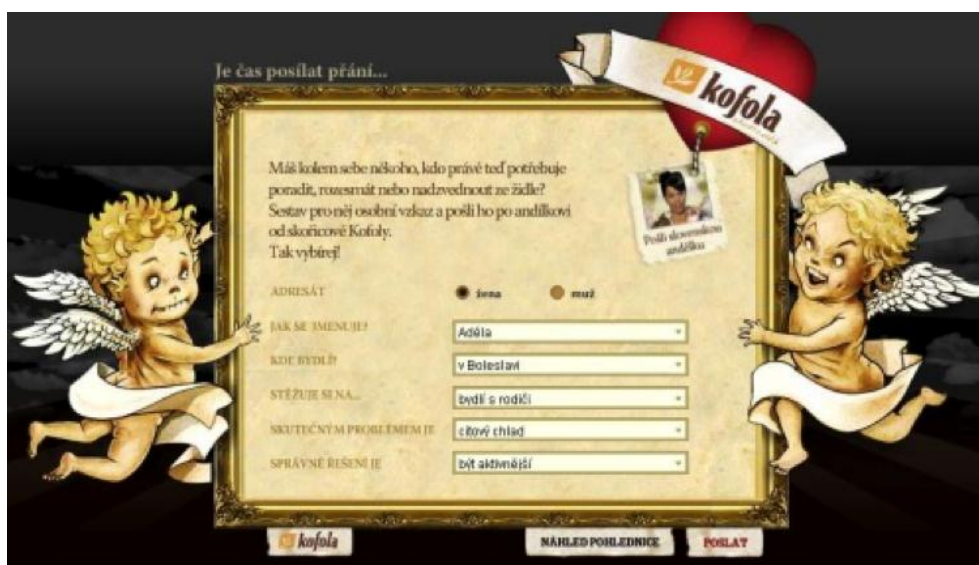 Je čas posílat přání...
kofola
Máš kolem sebe někoho, kdo právě teď potřebuje
poradit, rozesmát nebo nadzvednout ze židle?
Sestav pro něj osobní vzkaz a pošli ho po andílkovi
od skořicové Kofoly.
Tak vybírej!
Pošli slovenskou
andělku
ADRESÁT
žena
muž
JAK SE JMENUJE?
Adéla
KDE BYDLÍ?
v Boleslavi
STĚŽUJE SI NA...
bydlí s rodiči
SKUTEČNÝM PROBLÉMEM JE
citový chlad
SPRÁVNÉ ŘEŠENÍ JE
být aktivnější
kofola
NÁHLED POHLEDNICE
POSLAT